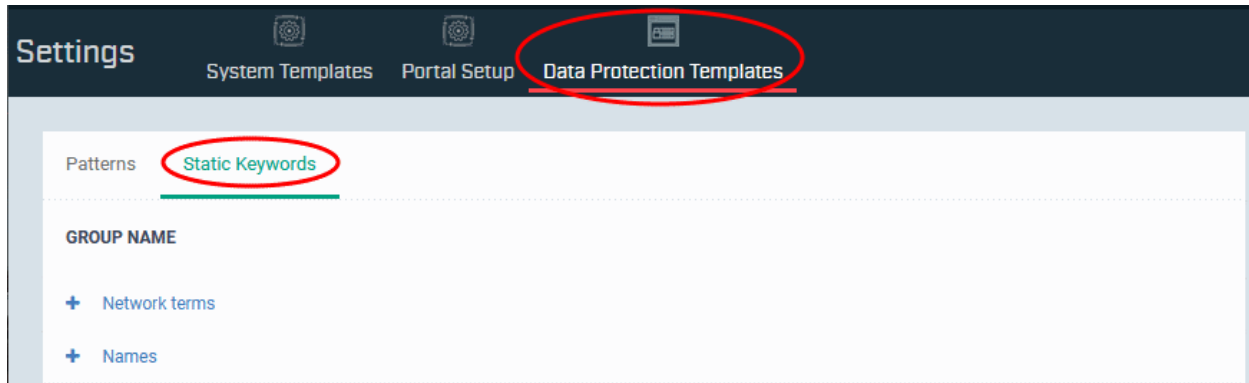 Settings
System Templates Portal Setup Data Protection Templates
Patterns Static Keywords
GROUP NAME
+ Network terms
+ Names